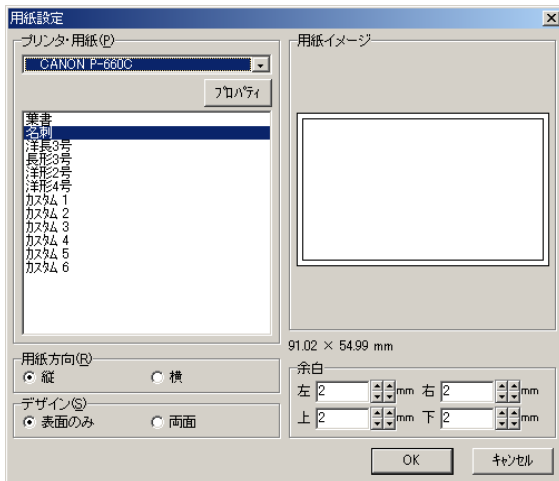 用紙設定
プリンタ・用紙(P)
CANON P-660C
プロパティ
葉書
名刺
洋長3号
長形3号
洋形2号
洋形4号
カスタム 1
カスタム 2
カスタム 3
カスタム 4
カスタム 5
カスタム 6
用紙イメージ
91.02 × 54.99 mm
用紙方向(R)
縦 横
デザイン(S)
表面のみ 両面
余白
左 2 mm 右 2 mm
上 2 mm 下 2 mm
OK キャンセル